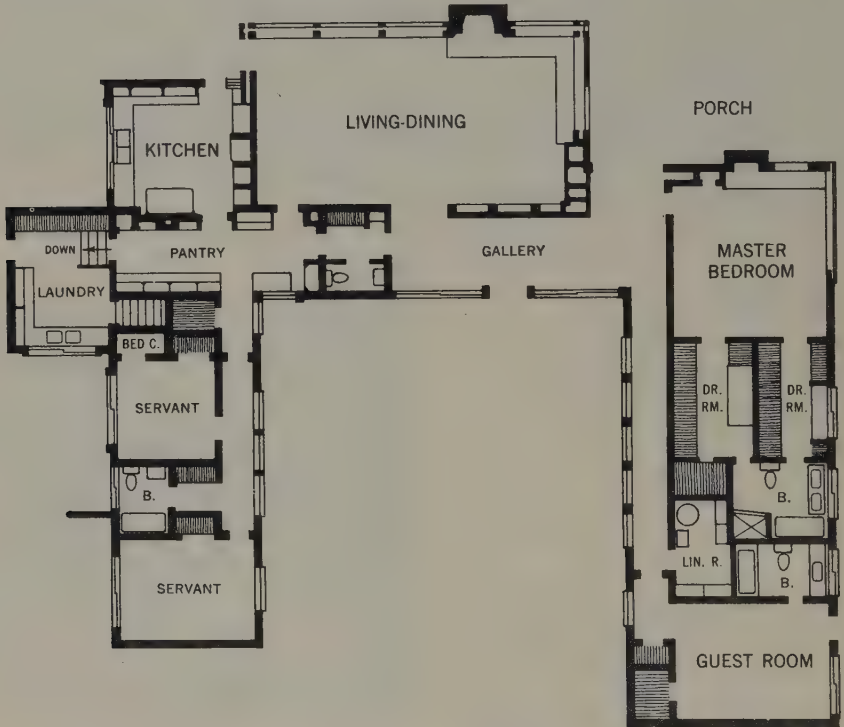 PORCH
LIVING-DINING
KITCHEN
DOWN
PANTRY
GALLERY
MASTER
BEDROOM
LAUNDRY
BED C.
DR.
RM.
DR.
RM.
SERVANT
B.
B.
LIN. R.
B.
SERVANT
GUEST ROOM